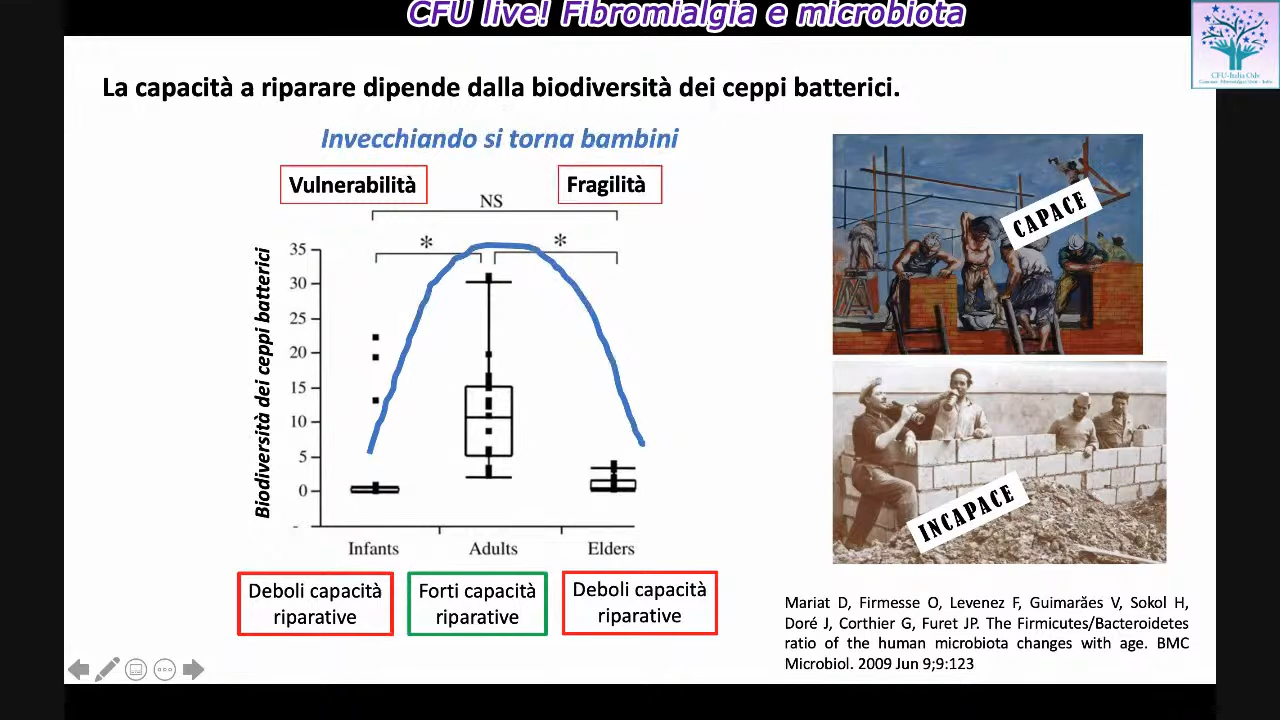 CFU live! Fibromialgia e microbiota
CFU-Italia Odv
La capacità a riparare dipende dalla biodiversità dei ceppi batterici.
Invecchiando si torna bambini
Vulnerabilità
Fragilità
NS
*
*
Biodiversità dei ceppi batterici
35
30
25
20
15
10
5
0
-
Infants
Adults
Elders
Deboli capacità
riparative
Forti capacità
riparative
Deboli capacità
riparative
CAPACE
INCAPACE
Mariat D, Firmesse O, Levenez F, Guimarăes V, Sokol H,
Doré J, Corthier G, Furet JP. The Firmicutes/Bacteroidetes
ratio of the human microbiota changes with age. BMC
Microbiol. 2009 Jun 9;9:123